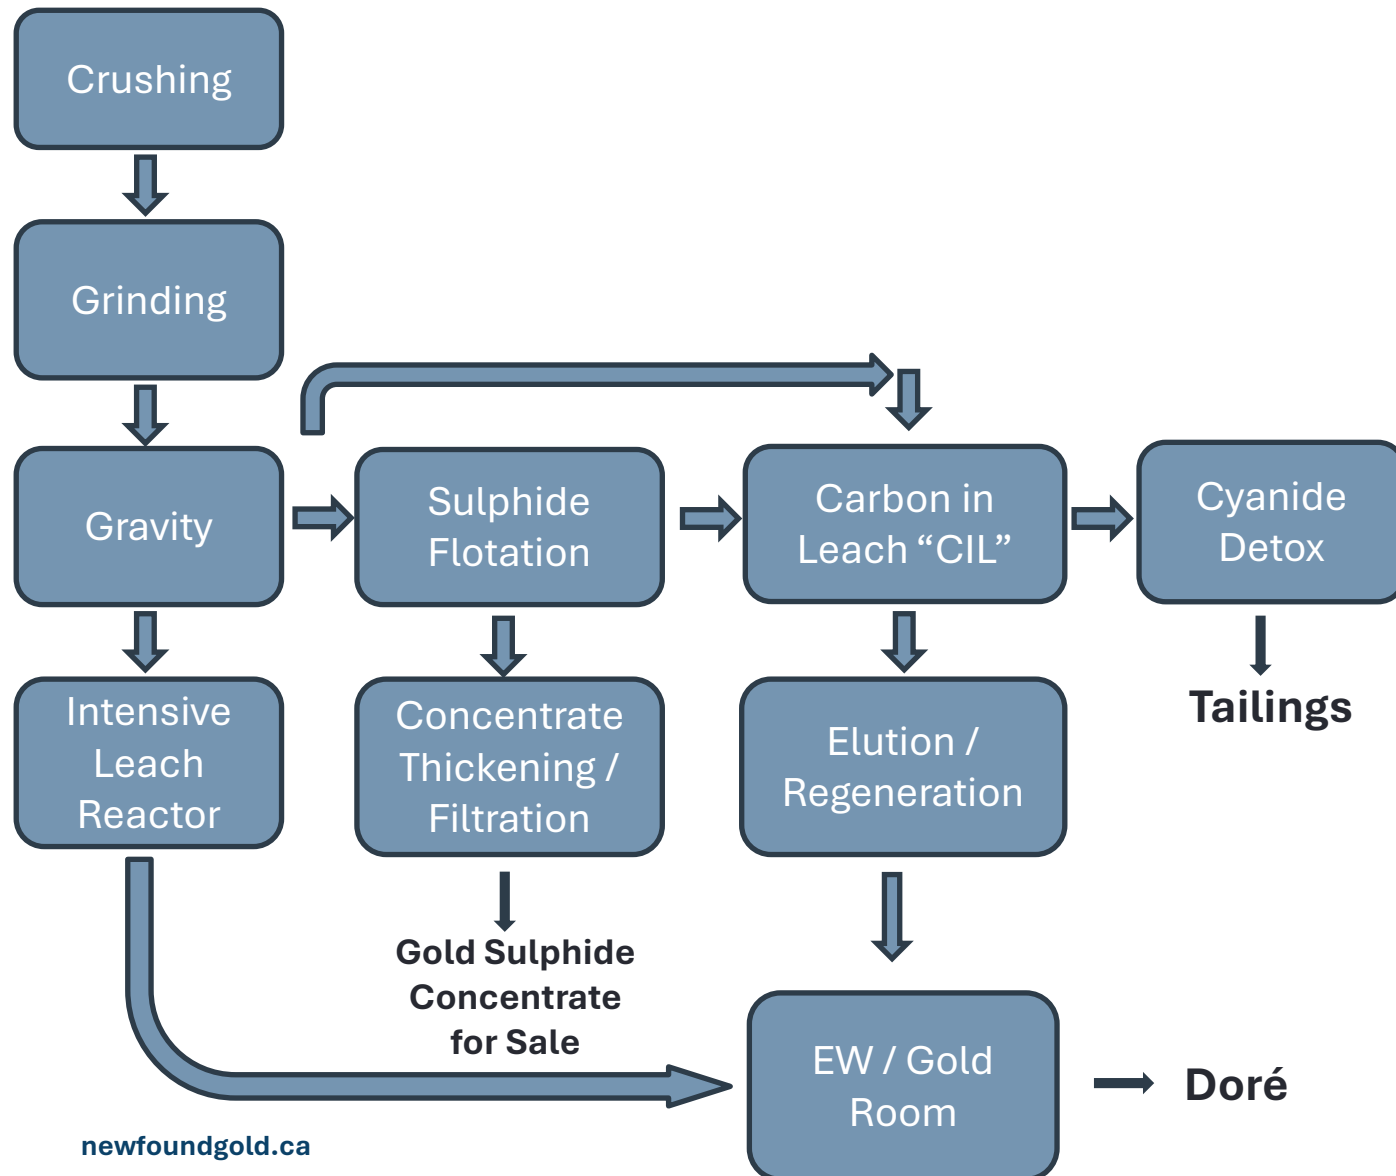 Crushing
Grinding
Gravity
Sulphide
Flotation
Carbon in
Leach “CIL”
Cyanide
Detox
Intensive
Leach
Reactor
Concentrate
Thickening /
Filtration
Elution /
Regeneration
Tailings
Gold Sulphide
Concentrate
for Sale
EW / Gold
Room
Doré
newfoundgold.ca